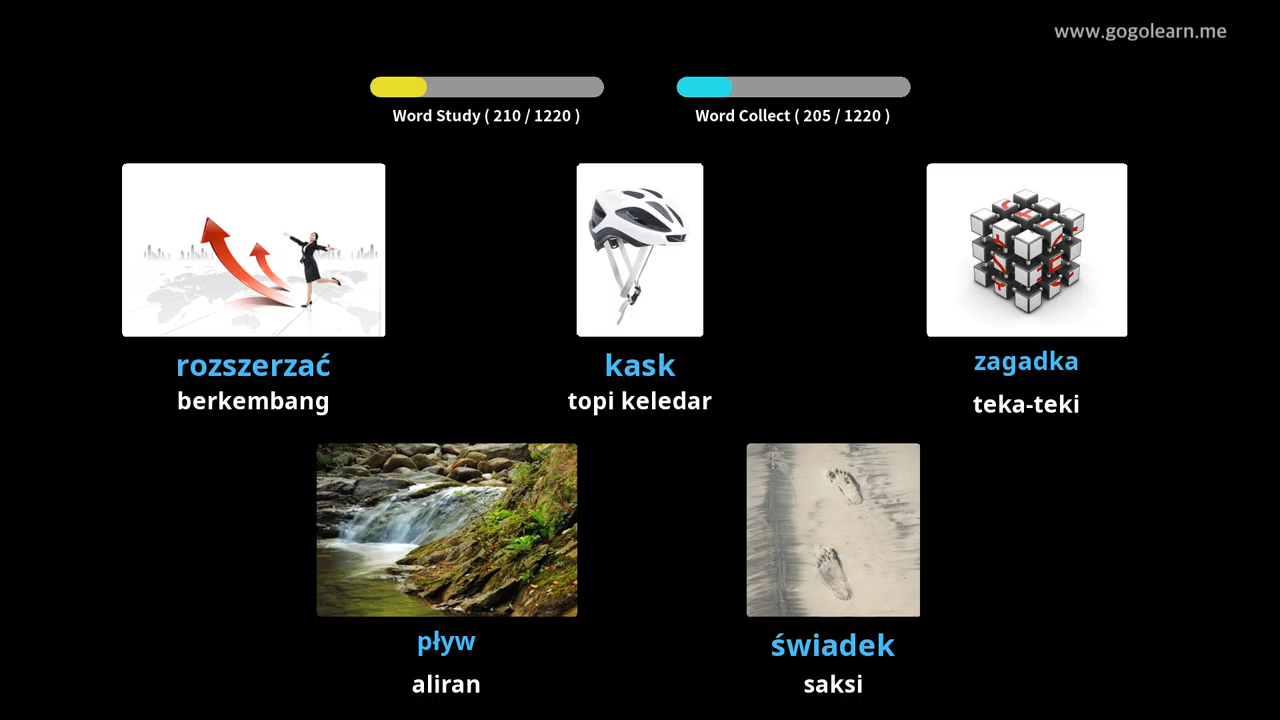 www.gogolearn.me
Word Study ( 210 / 1220 )
Word Collect ( 205 / 1220 )
rozszerzać
berkembang
kask
topi keledar
zagadka
teka-teki
pływ
aliran
świadek
saksi